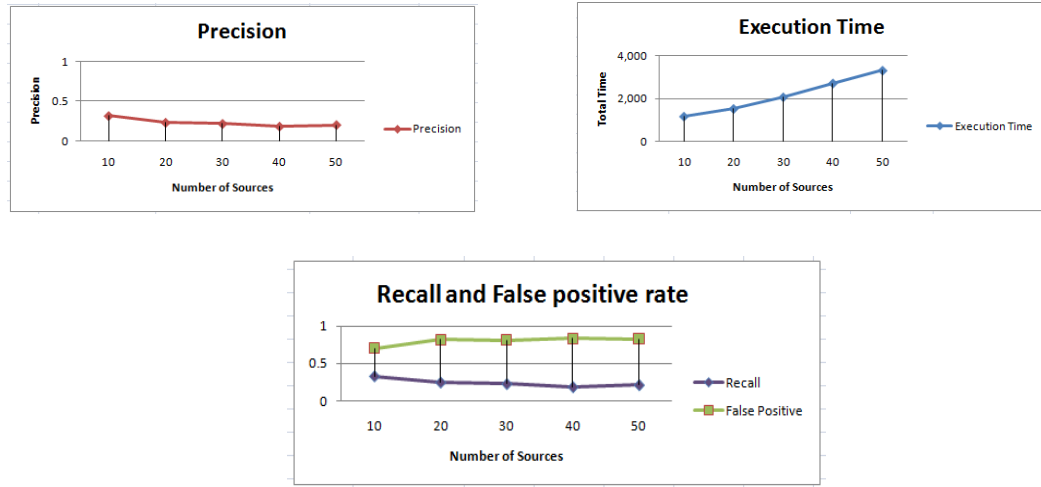 Precision
1
0.5
0
Precision
10 20 30 40 50
Number of Sources
Precision
Execution Time
4,000
2,000
0
Total Time
10 20 30 40 50
Number of Sources
Execution Time
Recall and False positive rate
1
0.5
0
10 20 30 40 50
Number of Sources
Recall
False Positive